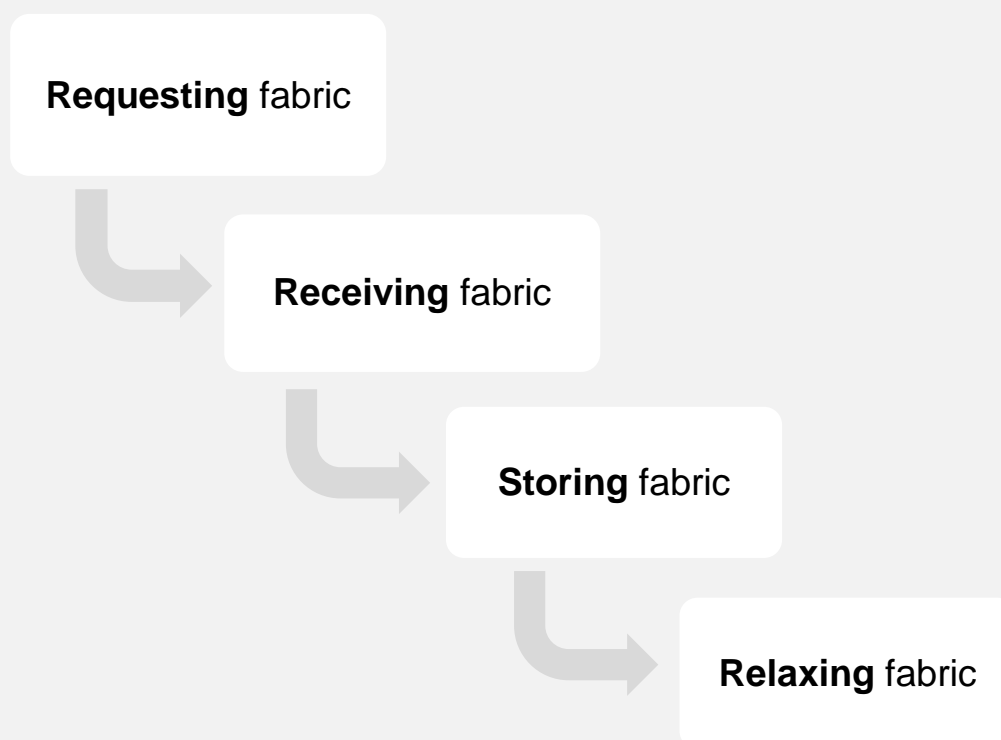 Requesting fabric
Receiving fabric
Storing fabric
Relaxing fabric